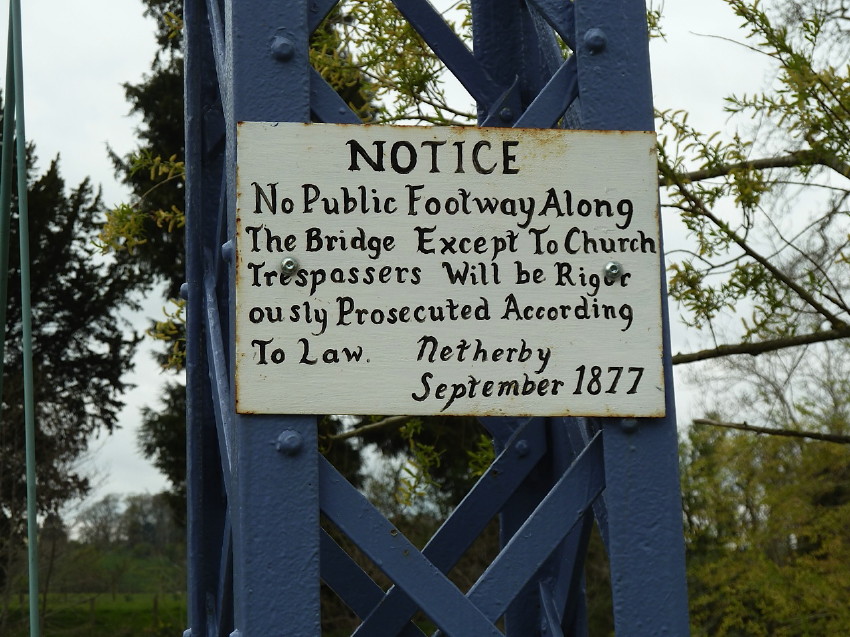 NOTICE
No Public Footway Along
The Bridge Except To Church
Trespassers Will be Rigor
ously Prosecuted According
To Law. Netherby
September 1877